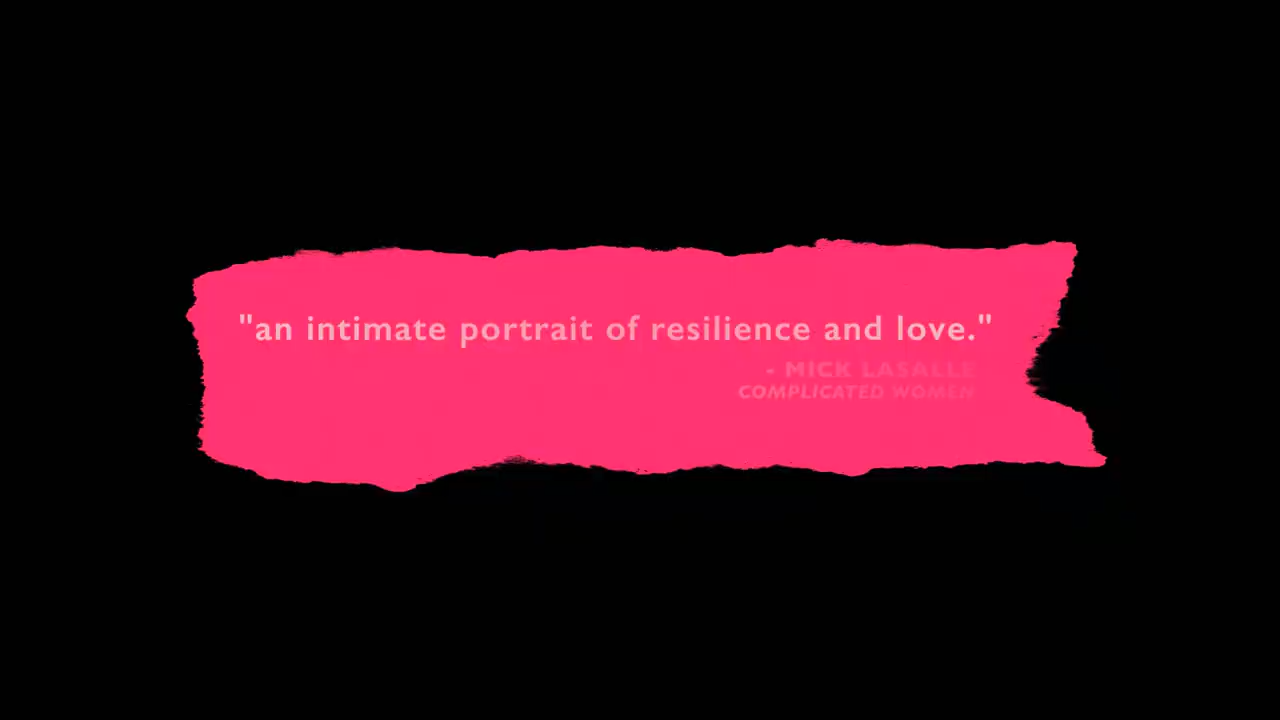 "an intimate portrait of resilience and love."
- MICK LASALLE
COMPLICATED WOMEN